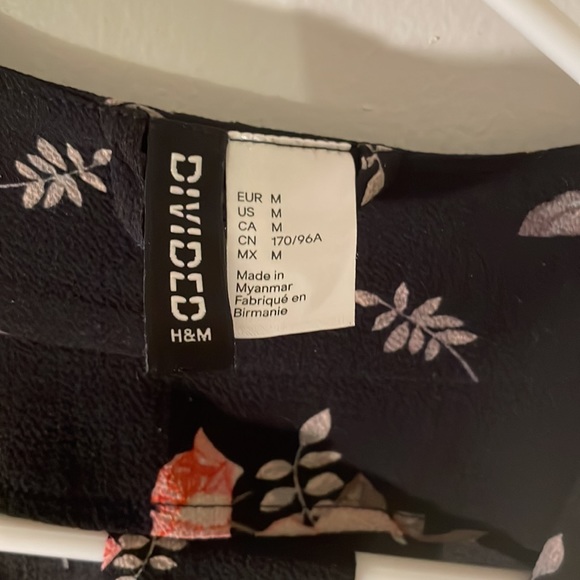 DIVIDED
H&M
EUR M
US M
CA M
CN 170/96A
MX M
Made in
Myanmar
Fabriqué en
Birmanie